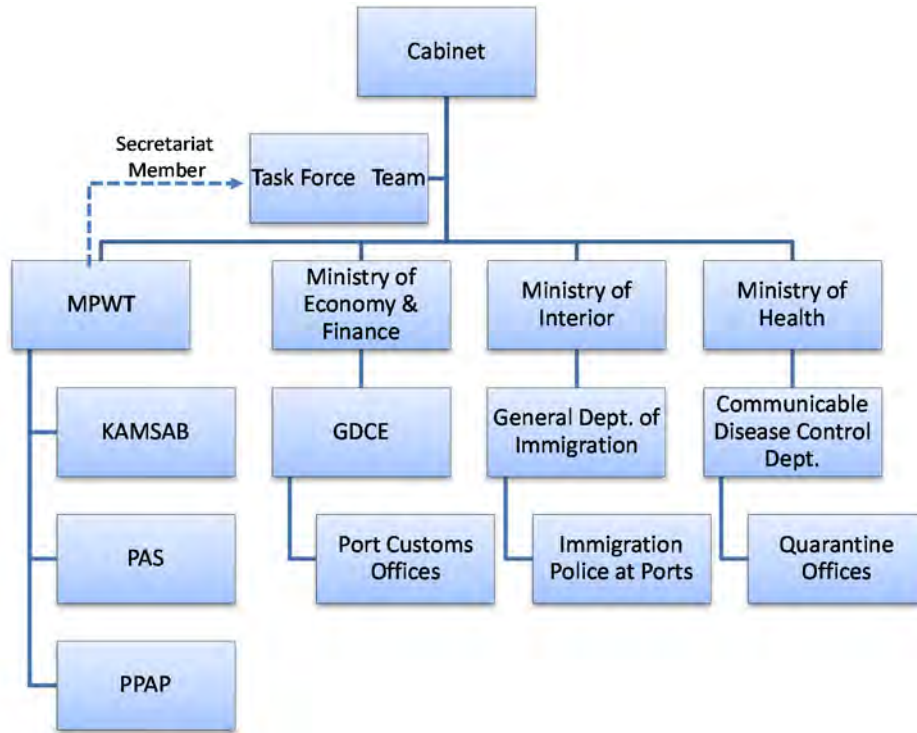 Cabinet
Secretariat
Member
Task Force Team
MPWT
Ministry of
Economy &
Finance
Ministry of
Interior
Ministry of
Health
KAMSAB
GDCE
General Dept. of
Immigration
Communicable
Disease Control
Dept.
PAS
Port Customs
Offices
Immigration
Police at Ports
Quarantine
Offices
PPAP